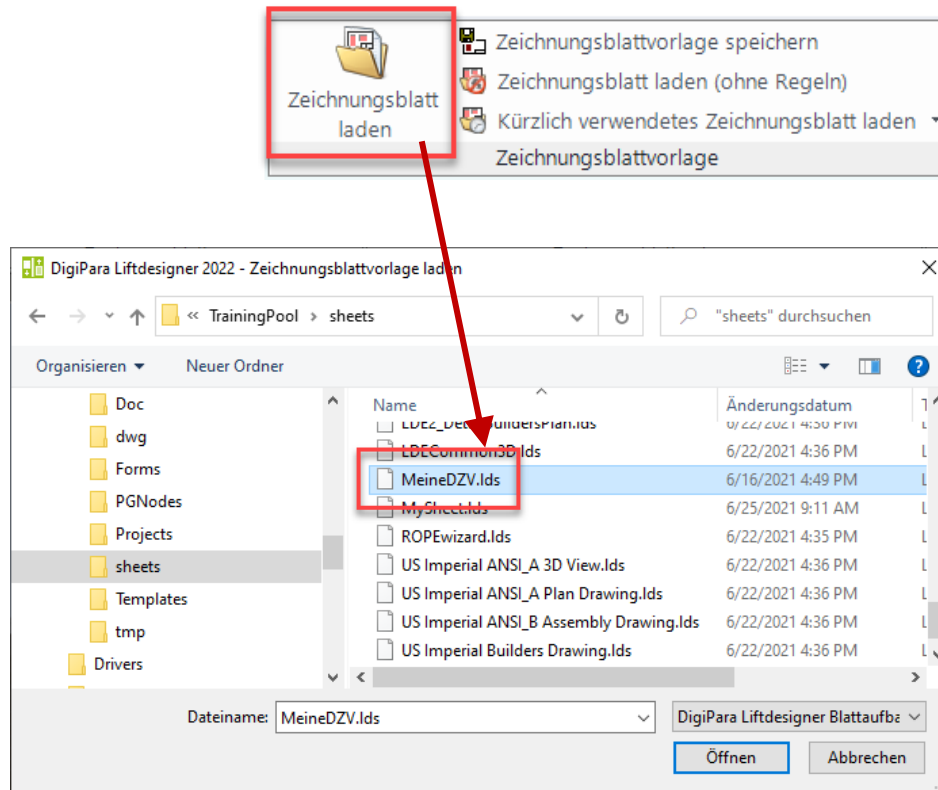 Zeichnungsblatt
laden
Zeichnungsblattvorlage speichern
Zeichnungsblatt laden (ohne Regeln)
Kürzlich verwendetes Zeichnungsblatt laden
Zeichnungsblattvorlage
DigiPara Liftdesigner 2022 - Zeichnungsblattvorlage laden
« TrainingPool > sheets
"sheets" durchsuchen
Organisieren
Neuer Ordner
Doc
dwg
Forms
PGNodes
Projects
sheets
Templates
tmp
Drivers
Name Änderungsdatum
6/22/2021 4:36 PM
LDECommon3D.lds 6/22/2021 4:36 PM
MeineDZV.lds 6/16/2021 4:49 PM
MySheet.lds 6/25/2021 9:11 AM
ROPEwizard.lds 6/22/2021 4:35 PM
US Imperial ANSI_A 3D View.lds 6/22/2021 4:36 PM
US Imperial ANSI_A Plan Drawing.lds 6/22/2021 4:36 PM
US Imperial ANSI_B Assembly Drawing.lds 6/22/2021 4:36 PM
US Imperial Builders Drawing.lds 6/22/2021 4:36 PM
Dateiname: MeineDZV.lds
DigiPara Liftdesigner Blattaufba
Öffnen
Abbrechen